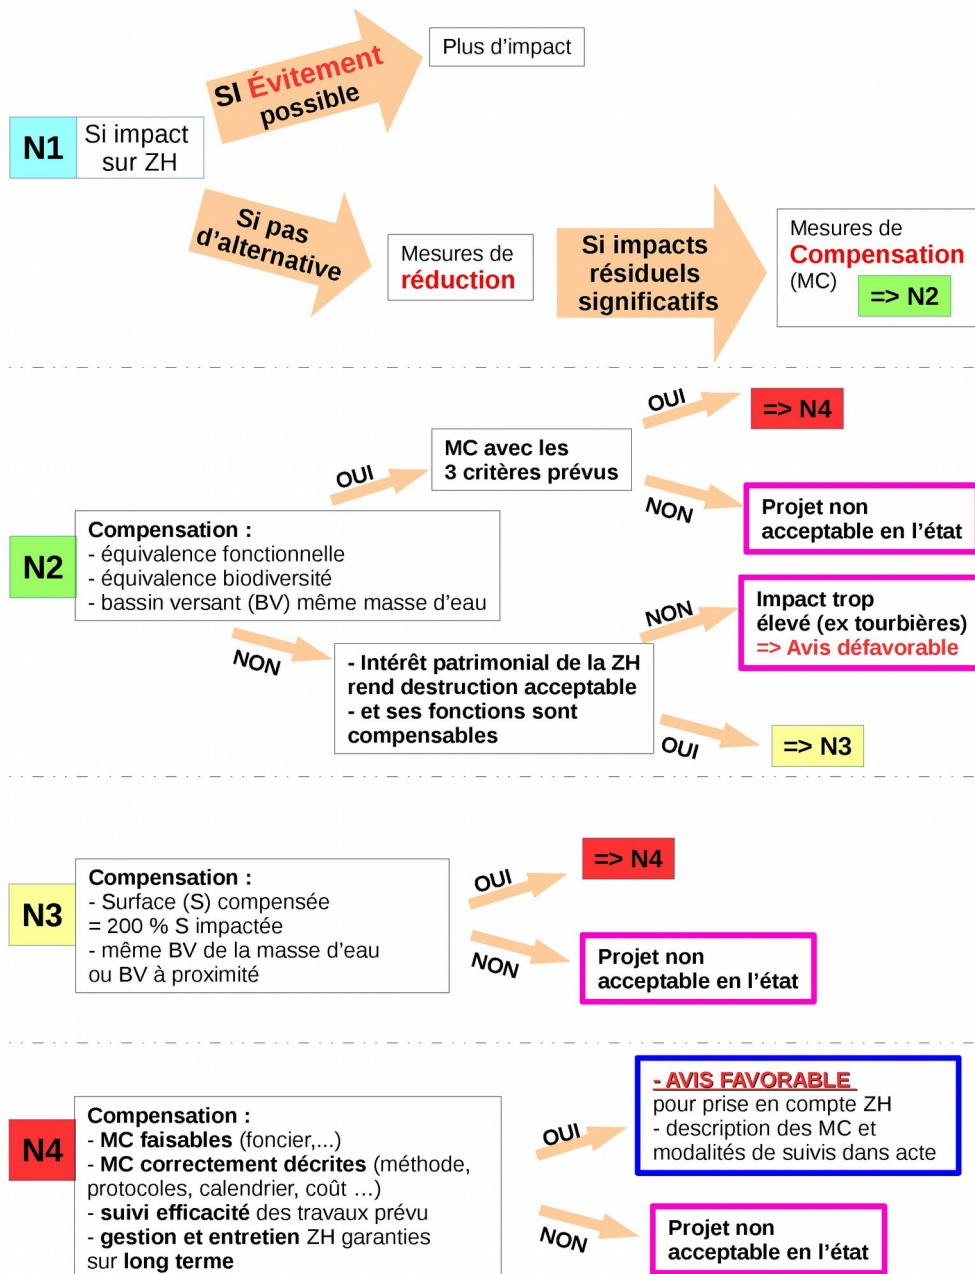 SI Évitement
possible
Plus d'impact
N1
Si impact
sur ZH
Si pas
d'alternative
Mesures de
réduction
Si impacts
résiduels
significatifs
Mesures de
Compensation
(MC)
=> N2
N2
Compensation :
- équivalence fonctionnelle
- équivalence biodiversité
- bassin versant (BV) même masse d'eau
OUI
MC avec les
3 critères prévus
OUI
=> N4
NON
Projet non
acceptable en l'état
NON
- Intérêt patrimonial de la ZH
rend destruction acceptable
- et ses fonctions sont
compensables
NON
Impact trop
élevé (ex tourbières)
=> Avis défavorable
OUI
=> N3
N3
Compensation :
- Surface (S) compensée
= 200 % S impactée
- même BV de la masse d'eau
ou BV à proximité
OUI
=> N4
NON
Projet non
acceptable en l'état
N4
Compensation :
- MC faisables (foncier,...)
- MC correctement décrites (méthode,
protocoles, calendrier, coût ...)
- suivi efficacité des travaux prévu
- gestion et entretien ZH garanties
sur long terme
OUI
- AVIS FAVORABLE
pour prise en compte ZH
- description des MC et
modalités de suivis dans acte
NON
Projet non
acceptable en l'état